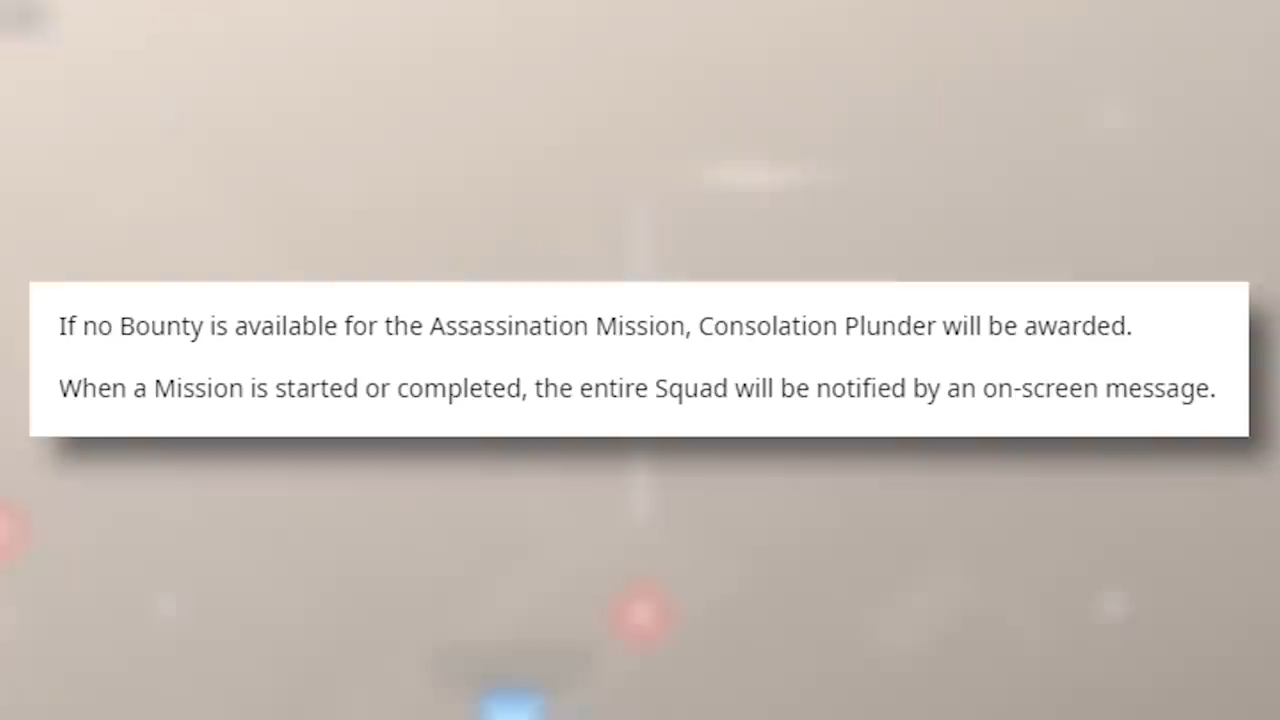 If no Bounty is available for the Assassination Mission, Consolation Plunder will be awarded.
When a Mission is started or completed, the entire Squad will be notified by an on-screen message.